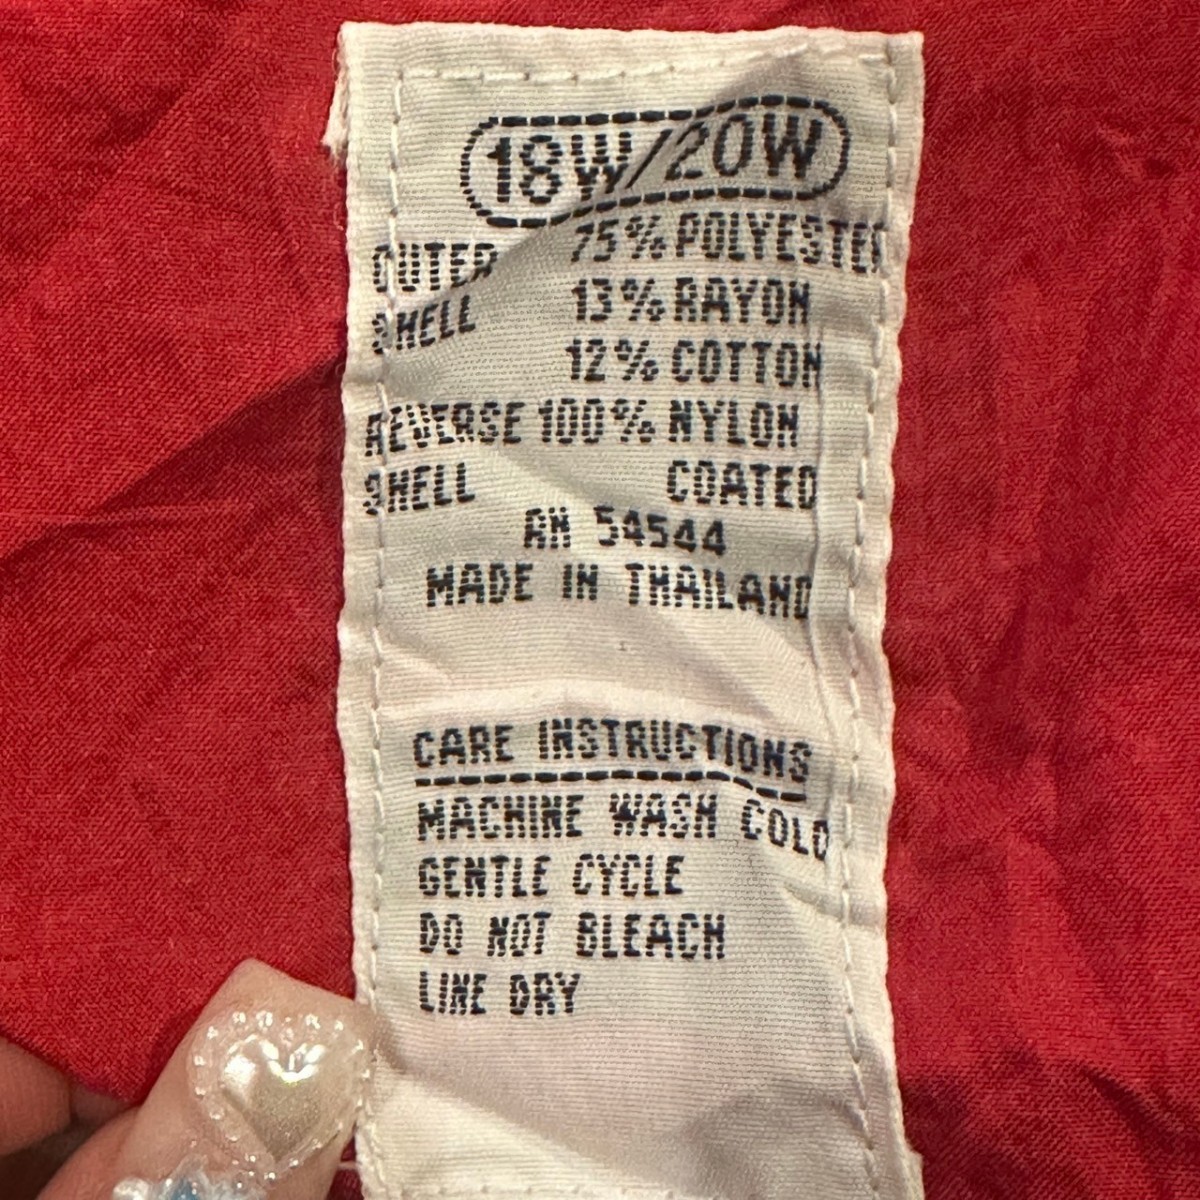 18W/20W
OUTER 75% POLYESTER
SHELL 13% RAYON
12% COTTON
REVERSE 100% NYLON
SHELL COATED
RN 54544
MADE IN THAILAND
CARE INSTRUCTIONS
MACHINE WASH COLD
GENTLE CYCLE
DO NOT BLEACH
LINE DRY